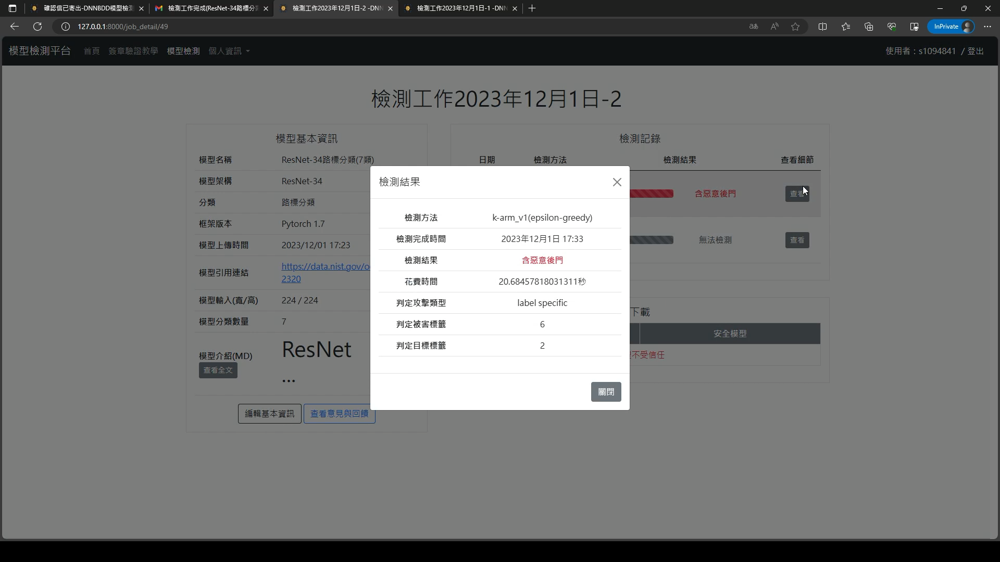 確認信已寄出-DNNBDD模型檢測
檢測工作完成(ResNet-34路標分類
檢測工作2023年12月1日-2 -DNN
檢測工作2023年12月1日-1 -DNN
127.0.0.1:8000/job_detail/49
InPrivate
模型檢測平台 首頁 簽章驗證教學 模型檢測 個人資訊
使用者：s1094841 / 登出
檢測工作2023年12月1日-2
模型基本資訊
模型名稱 ResNet-34路標分類(7類)
模型架構 ResNet-34
分類 路標分類
框架版本 Pytorch 1.7
模型上傳時間 2023/12/01 17:23
模型引用連結 https://data.nist.gov/o
2320
模型輸入(寬/高) 224 / 224
模型分類數量 7
模型介紹(MD) ResNet
查看全文 ...
編輯基本資訊 查看意見與回饋
檢測記錄
日期 檢測方法 檢測結果 查看細節
含惡意後門 查看
無法檢測 查看
下載
安全模型
不受信任
檢測結果
檢測方法 k-arm_v1(epsilon-greedy)
檢測完成時間 2023年12月1日 17:33
檢測結果 含惡意後門
花費時間 20.68457818031311秒
判定攻擊類型 label specific
判定被害標籤 6
判定目標標籤 2
關閉